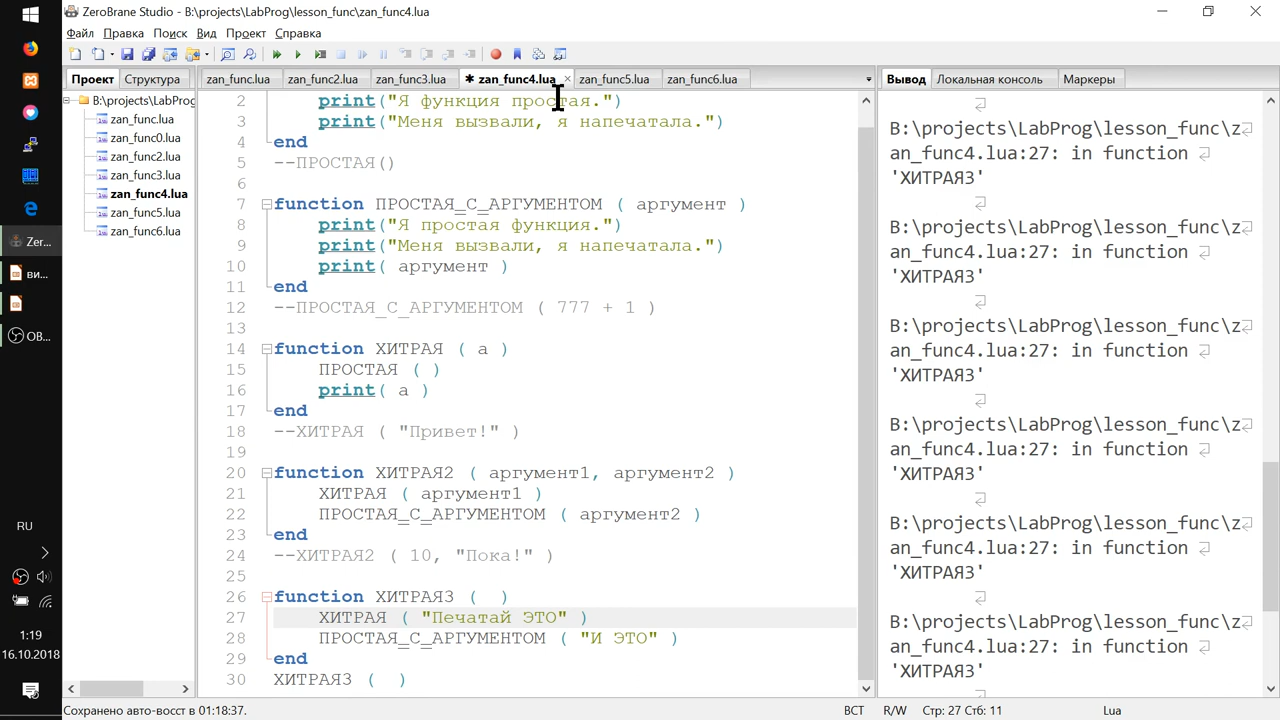 ZeroBrane Studio - B:\projects\LabProg\lesson_func\zan_func4.lua
Файл Правка Поиск Вид Проект Справка
Проект Структура
zan_func.lua zan_func2.lua zan_func3.lua ✱ zan_func4.lua × zan_func5.lua zan_func6.lua
Вывод Локальная консоль Маркеры
B:\projects\LabProg
zan_func.lua
zan_func0.lua
zan_func2.lua
zan_func3.lua
zan_func4.lua
zan_func5.lua
zan_func6.lua
2 print("Я функция простая.")
3 print("Меня вызвали, я напечатала.")
4 end
5 --ПРОСТАЯ()
6
7 function ПРОСТАЯ_С_АРГУМЕНТОМ ( аргумент )
8 print("Я простая функция.")
9 print("Меня вызвали, я напечатала.")
10 print( аргумент )
11 end
12 --ПРОСТАЯ_С_АРГУМЕНТОМ ( 777 + 1 )
13
14 function ХИТРАЯ ( а )
15 ПРОСТАЯ ( )
16 print( а )
17 end
18 --ХИТРАЯ ( "Привет!" )
19
20 function ХИТРАЯ2 ( аргумент1, аргумент2 )
21 ХИТРАЯ ( аргумент1 )
22 ПРОСТАЯ_С_АРГУМЕНТОМ ( аргумент2 )
23 end
24 --ХИТРАЯ2 ( 10, "Пока!" )
25
26 function ХИТРАЯ3 ( )
27 ХИТРАЯ ( "Печатай ЭТО" )
28 ПРОСТАЯ_С_АРГУМЕНТОМ ( "И ЭТО" )
29 end
30 ХИТРАЯ3 ( )
B:\projects\LabProg\lesson_func\z
an_func4.lua:27: in function
'ХИТРАЯ3'
B:\projects\LabProg\lesson_func\z
an_func4.lua:27: in function
'ХИТРАЯ3'
B:\projects\LabProg\lesson_func\z
an_func4.lua:27: in function
'ХИТРАЯ3'
B:\projects\LabProg\lesson_func\z
an_func4.lua:27: in function
'ХИТРАЯ3'
B:\projects\LabProg\lesson_func\z
an_func4.lua:27: in function
'ХИТРАЯ3'
B:\projects\LabProg\lesson_func\z
an_func4.lua:27: in function
'ХИТРАЯ3'
Zer...
ви...
OB...
RU
1:19
16.10.2018
Сохранено авто-восст в 01:18:37.
ВСТ R/W Стр: 27 Стб: 11 Lua